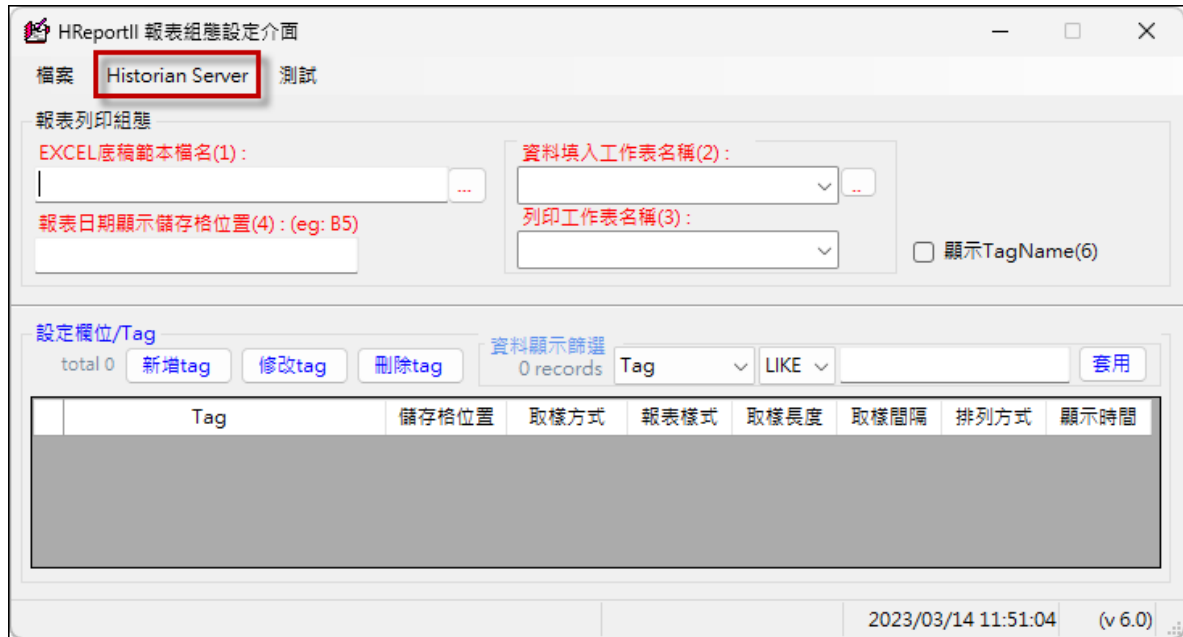 HReportII 報表組態設定介面
檔案 Historian Server 測試
報表列印組態
EXCEL底稿範本檔名(1) :
...
資料填入工作表名稱(2) :
..
報表日期顯示儲存格位置(4) : (eg: B5)
列印工作表名稱(3) :
顯示TagName(6)
設定欄位/Tag
total 0 新增tag 修改tag 刪除tag
資料顯示篩選
0 records Tag LIKE 套用
Tag 儲存格位置 取樣方式 報表樣式 取樣長度 取樣間隔 排列方式 顯示時間
2023/03/14 11:51:04 (v 6.0)